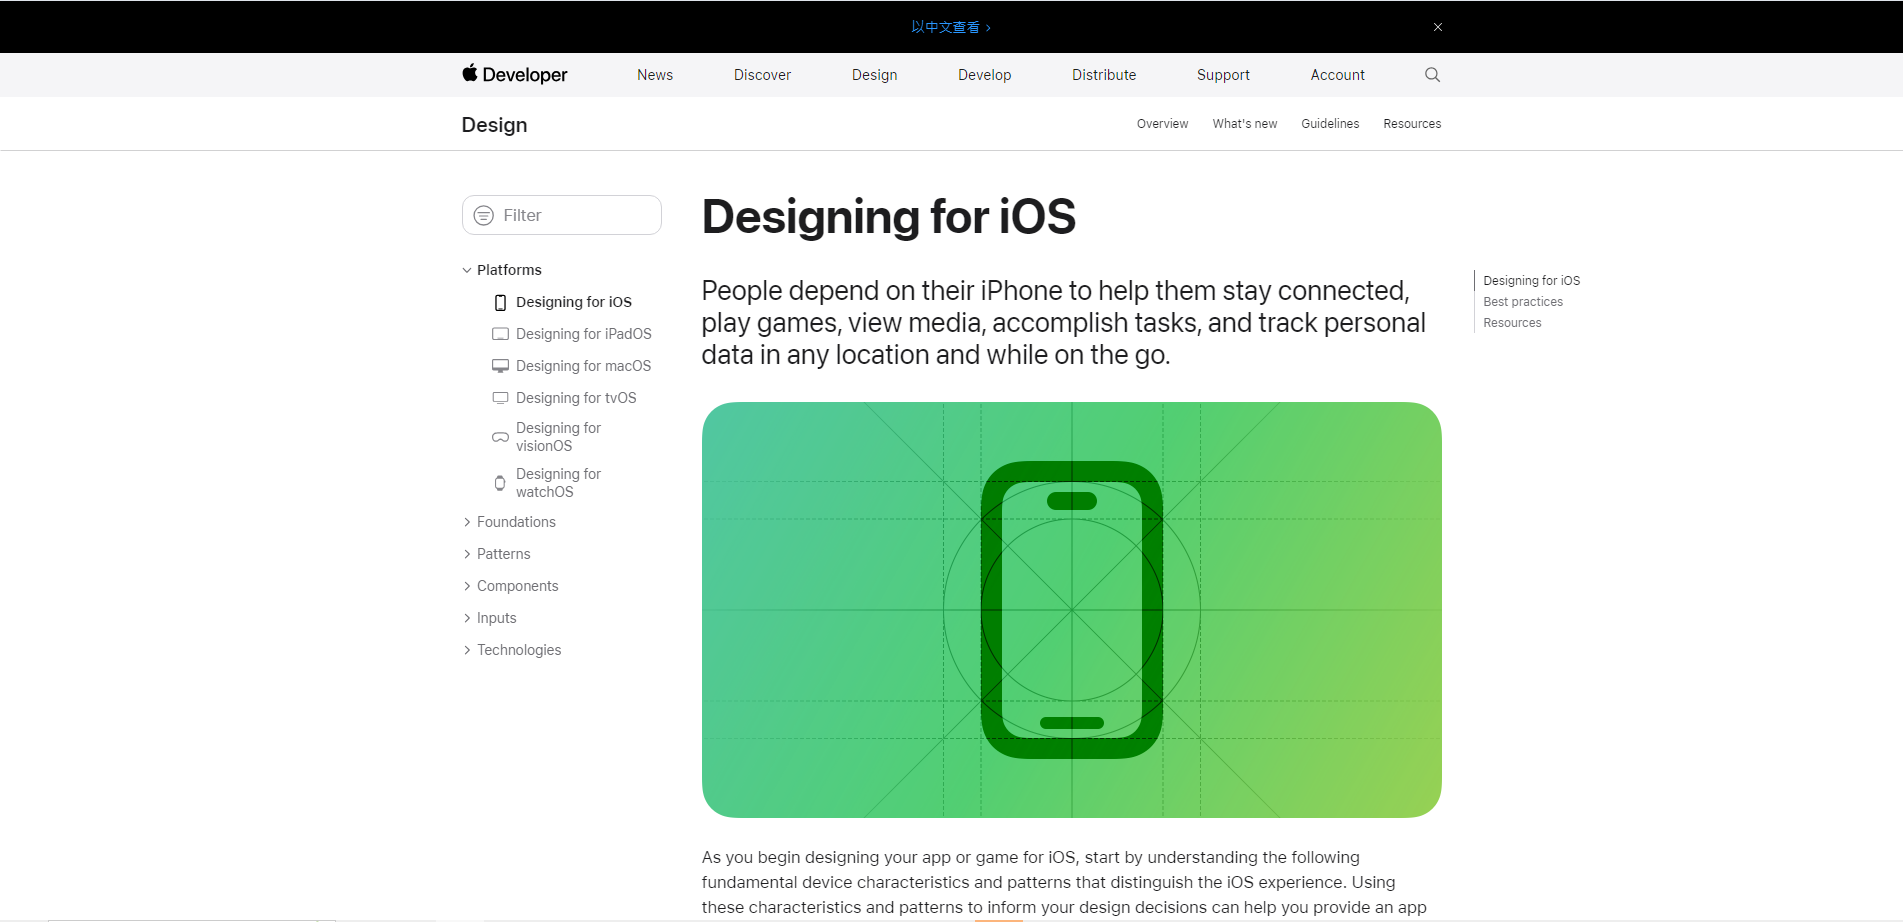 以中文查看 >
Developer News Discover Design Develop Distribute Support Account
Design
Overview What's new Guidelines Resources
Filter
Platforms
Designing for iOS
Designing for iPadOS
Designing for macOS
Designing for tvOS
Designing for
visionOS
Designing for
watchOS
Foundations
Patterns
Components
Inputs
Technologies
Designing for iOS
People depend on their iPhone to help them stay connected,
play games, view media, accomplish tasks, and track personal
data in any location and while on the go.
As you begin designing your app or game for iOS, start by understanding the following
fundamental device characteristics and patterns that distinguish the iOS experience. Using
these characteristics and patterns to inform your design decisions can help you provide an app
Designing for iOS
Best practices
Resources